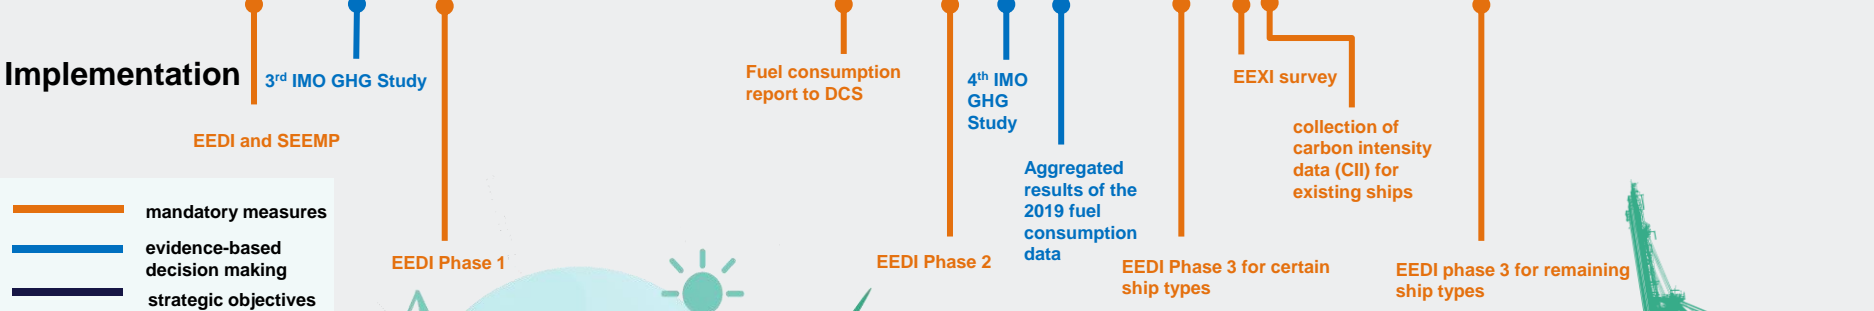 Implementation
3rd IMO GHG Study
EEDI and SEEMP
EEDI Phase 1
Fuel consumption
report to DCS
EEDI Phase 2
4th IMO
GHG
Study
Aggregated
results of the
2019 fuel
consumption
data
EEDI Phase 3 for certain
ship types
EEXI survey
collection of
carbon intensity
data (CII) for
existing ships
EEDI phase 3 for remaining
ship types
mandatory measures
evidence-based
decision making
strategic objectives